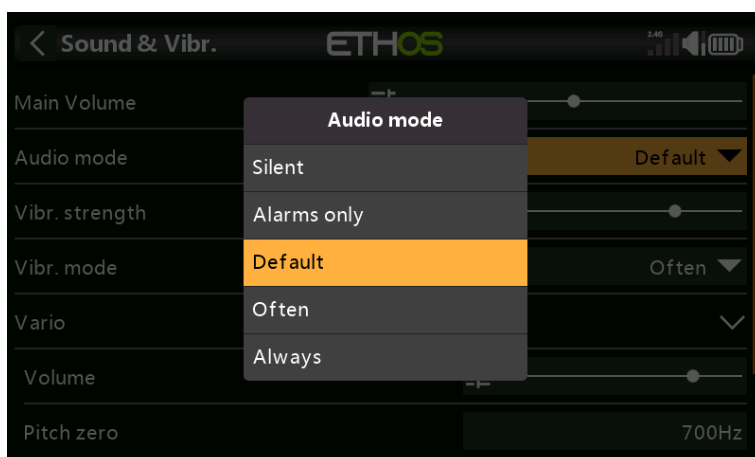 Sound & Vibr.
ETHOS
2.4G
Main Volume
Audio mode
Audio mode
Default
Silent
Vibr. strength
Alarms only
Default
Vibr. mode
Often
Often
Vario
Always
Volume
Pitch zero
700Hz